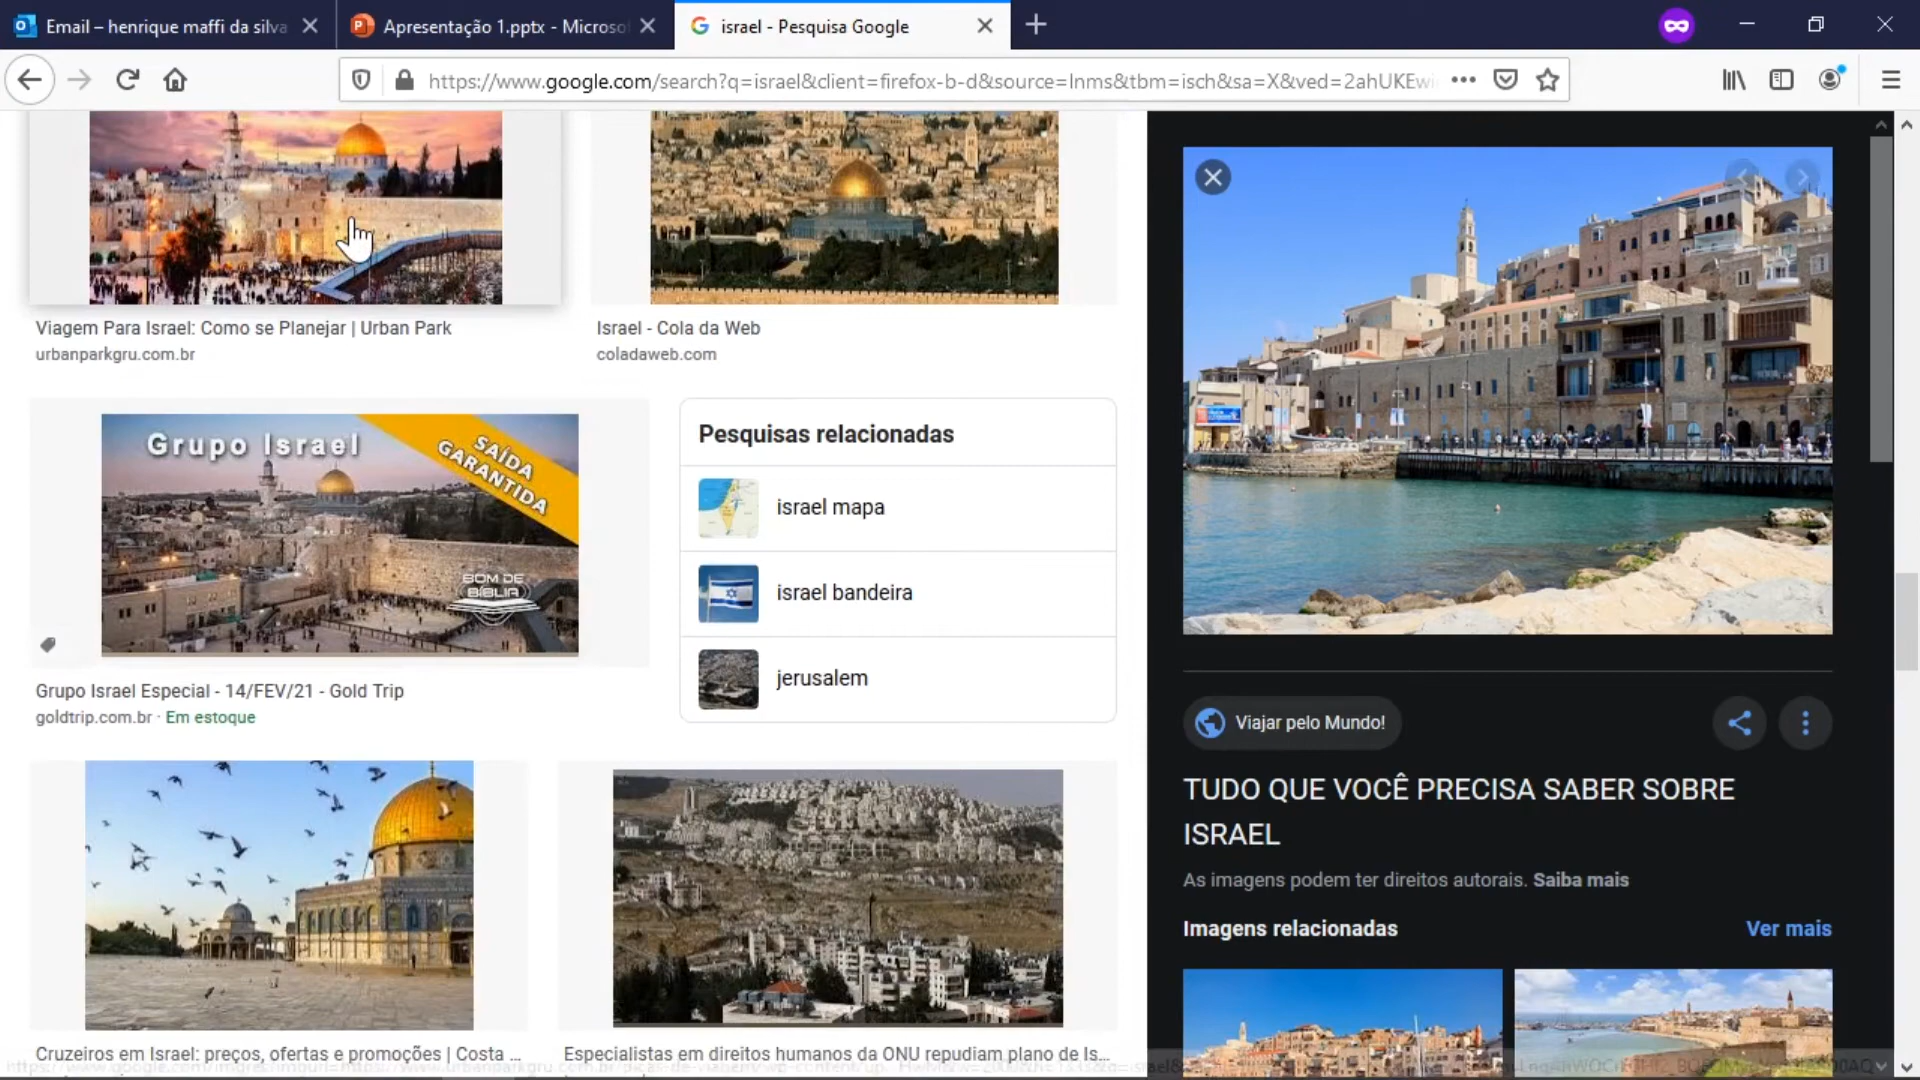 Email – henrique maffi da silva
Apresentação 1.pptx - Microso
israel - Pesquisa Google
https://www.google.com/search?q=israel&client=firefox-b-d&source=lnms&tbm=isch&sa=X&ved=2ahUKEwi
Viagem Para Israel: Como se Planejar | Urban Park
urbanparkgru.com.br
Israel - Cola da Web
coladaweb.com
Grupo Israel
SAÍDA
GARANTIDA
BOM DE
BÍBLIA
Grupo Israel Especial - 14/FEV/21 - Gold Trip
goldtrip.com.br · Em estoque
Pesquisas relacionadas
israel mapa
israel bandeira
jerusalem
Cruzeiros em Israel: preços, ofertas e promoções | Costa ...
Especialistas em direitos humanos da ONU repudiam plano de Is...
Viajar pelo Mundo!
TUDO QUE VOCÊ PRECISA SABER SOBRE
ISRAEL
As imagens podem ter direitos autorais. Saiba mais
Imagens relacionadas
Ver mais